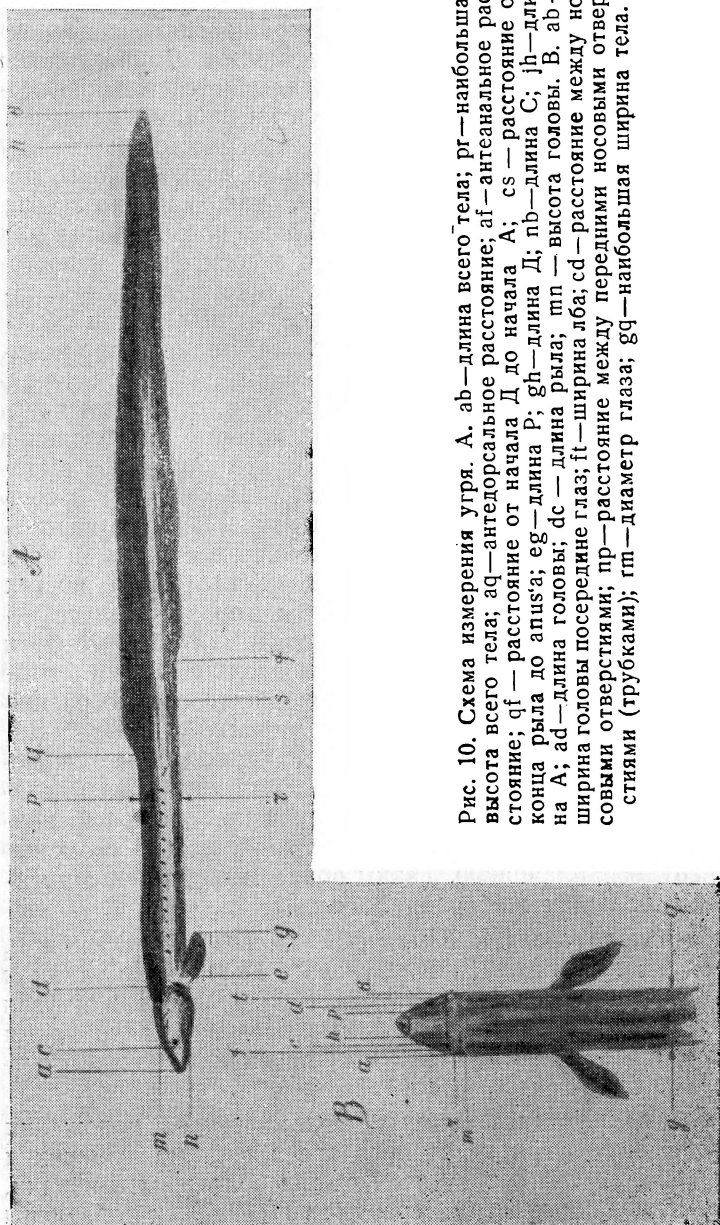 a c d p q A n в
m n e g r s f
B
a r h f p d t в
m r
g q
Рис. 10. Схема измерения угря. А. ab—длина всего тела; pr—наибольша
высота всего тела; aq—антедорсальное расстояние; af—антеанальное рас
стояние; qf — расстояние от начала Д до начала А; cs — расстояние о
конца рыла до anus‘a; eg—длина Р; gh—длина Д; nb—длина С; jh—дли
на А; ad—длина головы; dc — длина рыла; mn — высота головы. В. ab-
ширина головы посередине глаз; ft—ширина лба; cd—расстояние между но
совыми отверстиями; np—расстояние между передними носовыми отвер
стиями (трубками); rm—диаметр глаза; gq—наибольшая ширина тела.